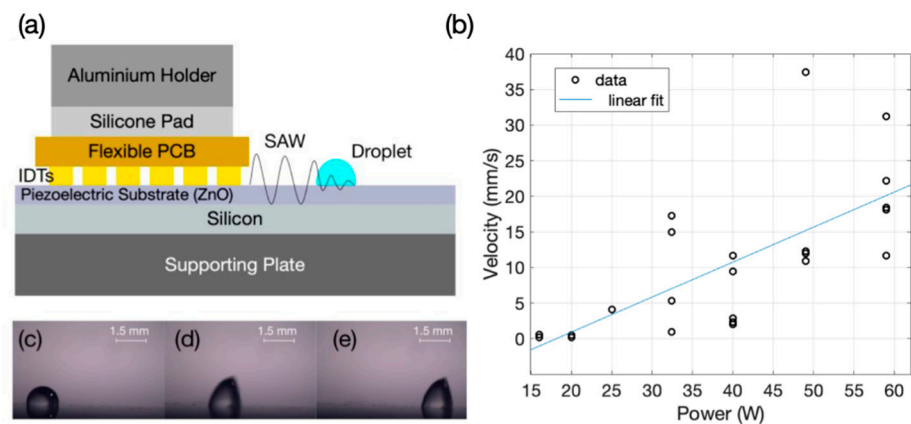 (a)
Aluminium Holder
Silicone Pad
Flexible PCB
SAW
Droplet
IDTs
Piezoelectric Substrate (ZnO)
Silicon
Supporting Plate
(b)
40
35
30
25
20
15
10
5
0
Velocity (mm/s)
data
linear fit
15 20 25 30 35 40 45 50 55 60
Power (W)
(c) 1.5 mm
(d) 1.5 mm
(e) 1.5 mm